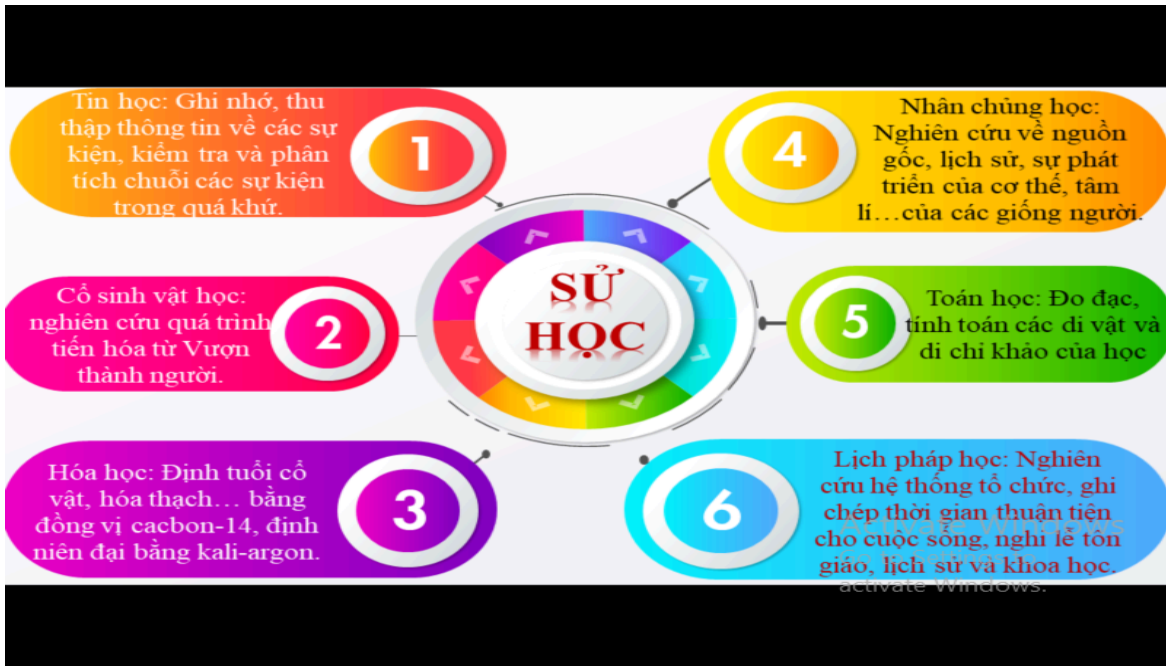 Tin học: Ghi nhớ, thu
thập thông tin về các sự
kiện, kiểm tra và phân
tích chuỗi các sự kiện
trong quá khứ.
1
Cổ sinh vật học:
nghiên cứu quá trình
tiến hóa từ Vượn
thành người.
2
Hóa học: Định tuổi cổ
vật, hóa thạch… bằng
đồng vị cacbon-14, định
niên đại bằng kali-argon.
3
SỬ
HỌC
4
Nhân chủng học:
Nghiên cứu về nguồn
gốc, lịch sử, sự phát
triển của cơ thể, tâm
lí…của các giống người.
5
Toán học: Đo đạc,
tính toán các di vật và
di chỉ khảo của học
6
Lịch pháp học: Nghiên
cứu hệ thống tổ chức, ghi
chép thời gian thuận tiện
cho cuộc sống, nghi lễ tôn
giáo, lịch sử và khoa học.
Activate Windows
Go to Settings to
activate Windows.